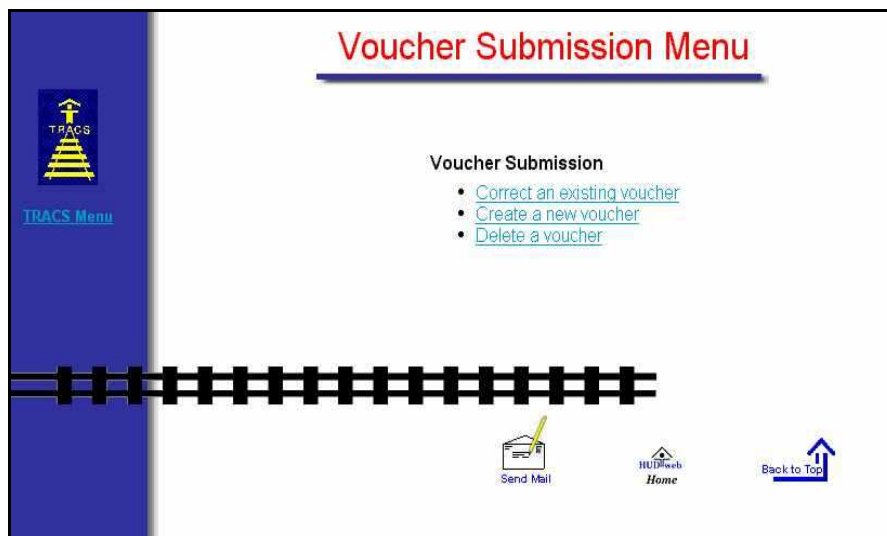 Voucher Submission Menu
TRACS
TRACS Menu
Voucher Submission
• Correct an existing voucher
• Create a new voucher
• Delete a voucher
Send Mail
HUDweb
Home
Back to Top